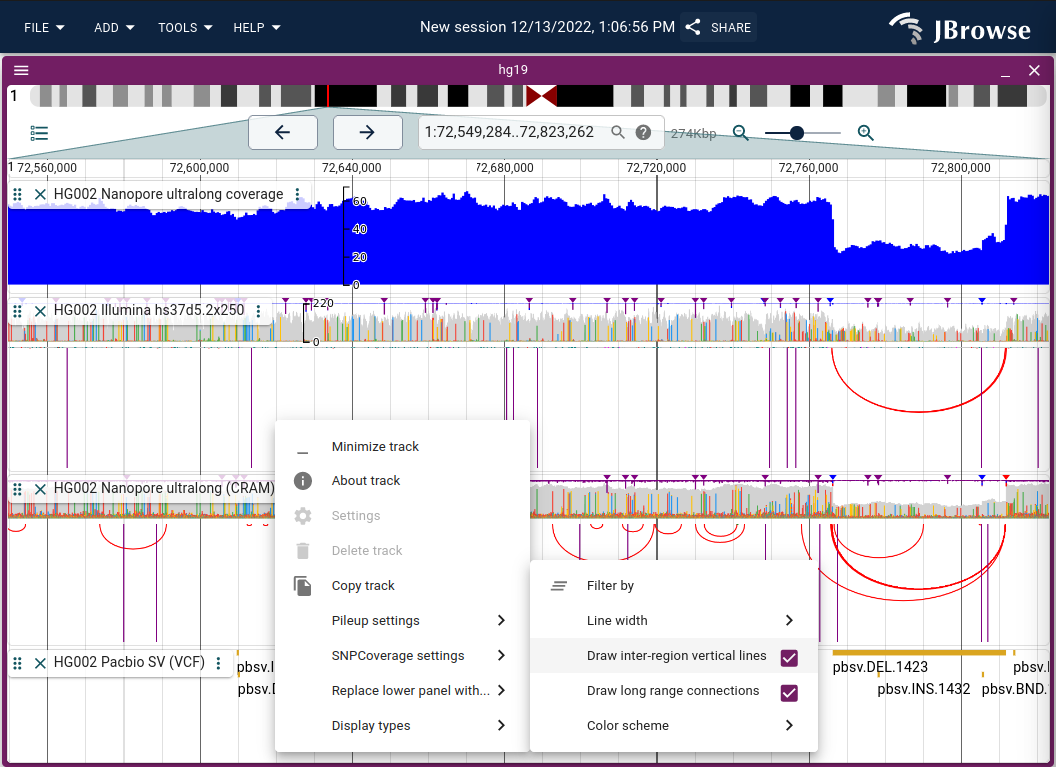 FILE ADD TOOLS HELP New session 12/13/2022, 1:06:56 PM SHARE JBrowse
hg19
1
1:72,549,284..72,823,262 ? 274Kbp
1 72,560,000 72,600,000 72,640,000 72,680,000 72,720,000 72,760,000 72,800,000
HG002 Nanopore ultralong coverage
60
40
20
0
HG002 Illumina hs37d5.2x250
220
0
HG002 Nanopore ultralong (CRAM)
HG002 Pacbio SV (VCF)
Minimize track
About track
Settings
Delete track
Copy track
Pileup settings
SNPCoverage settings
Replace lower panel with...
Display types
Filter by
Line width
Draw inter-region vertical lines
Draw long range connections
Color scheme
pbsv.DEL.1423
pbsv.INS.1432 pbsv.BND.